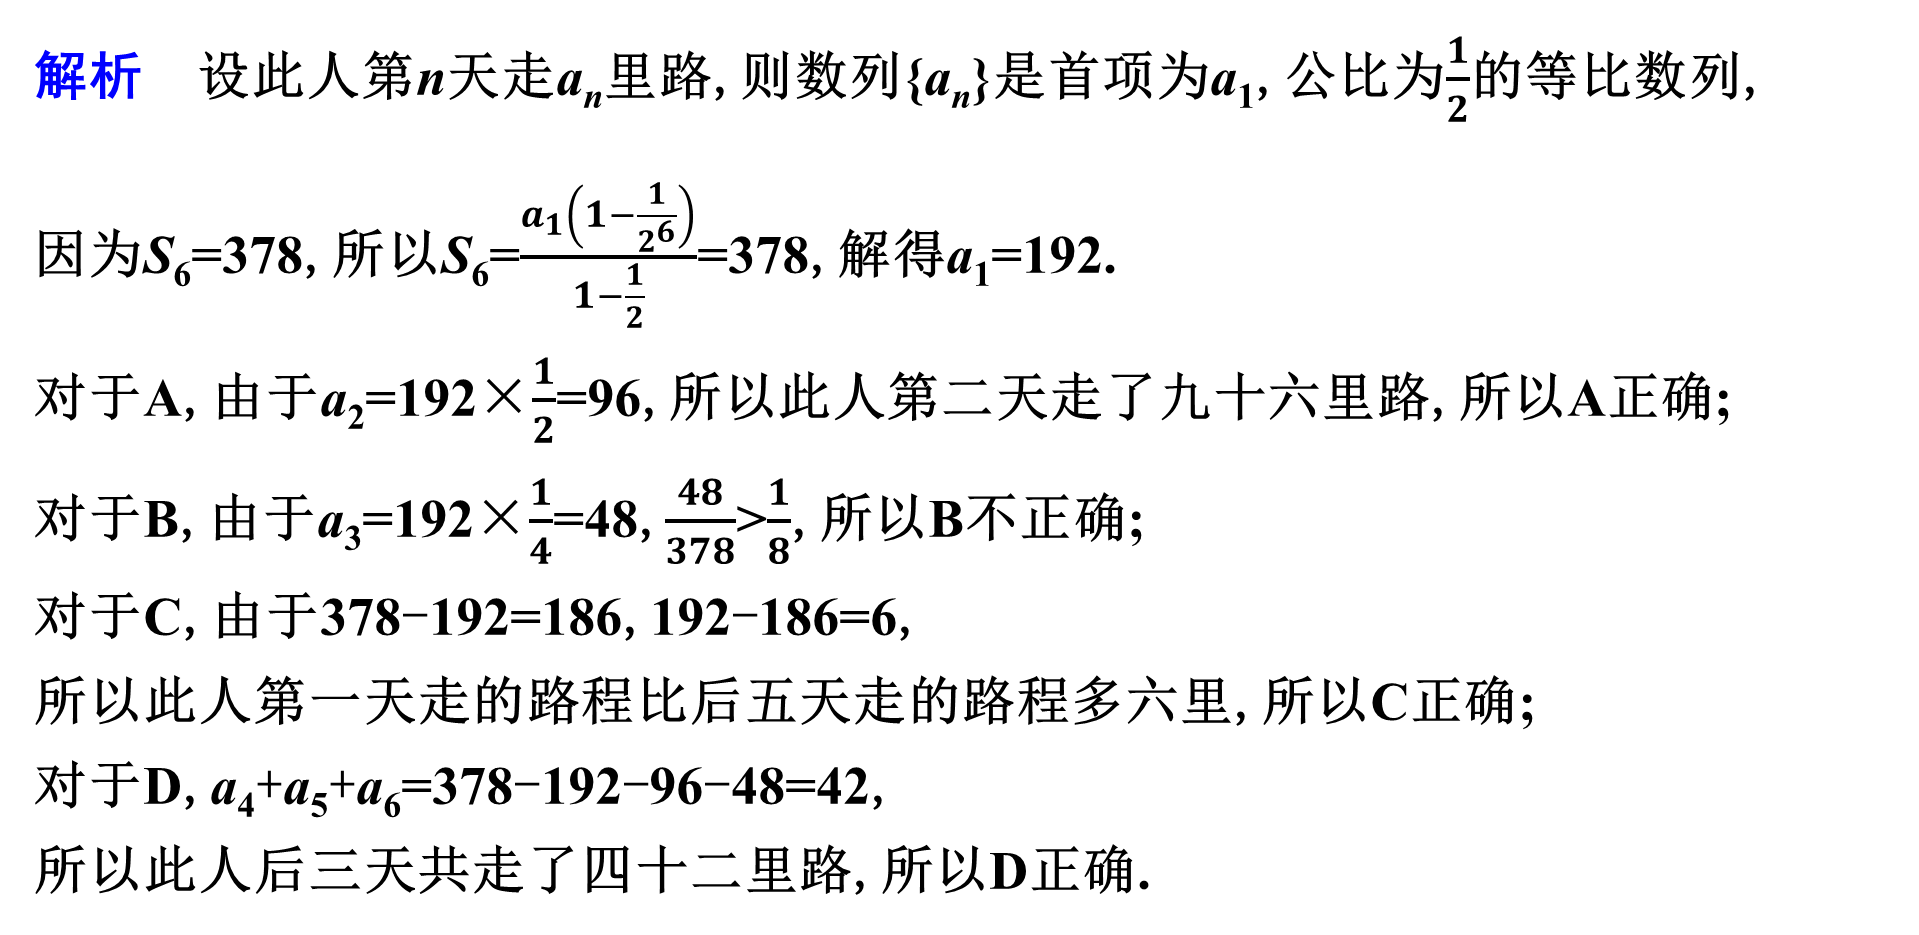 解析 设此人第n天走aₙ里路, 则数列{aₙ}是首项为a₁, 公比为1/2的等比数列,
因为S₆=378, 所以S₆=a₁(1−1/2⁶)/(1−1/2)=378, 解得a₁=192.
对于A, 由于a₂=192×1/2=96, 所以此人第二天走了九十六里路, 所以A正确;
对于B, 由于a₃=192×1/4=48, 48/378>1/8, 所以B不正确;
对于C, 由于378−192=186, 192−186=6,
所以此人第一天走的路程比后五天走的路程多六里, 所以C正确;
对于D, a₄+a₅+a₆=378−192−96−48=42,
所以此人后三天共走了四十二里路, 所以D正确.